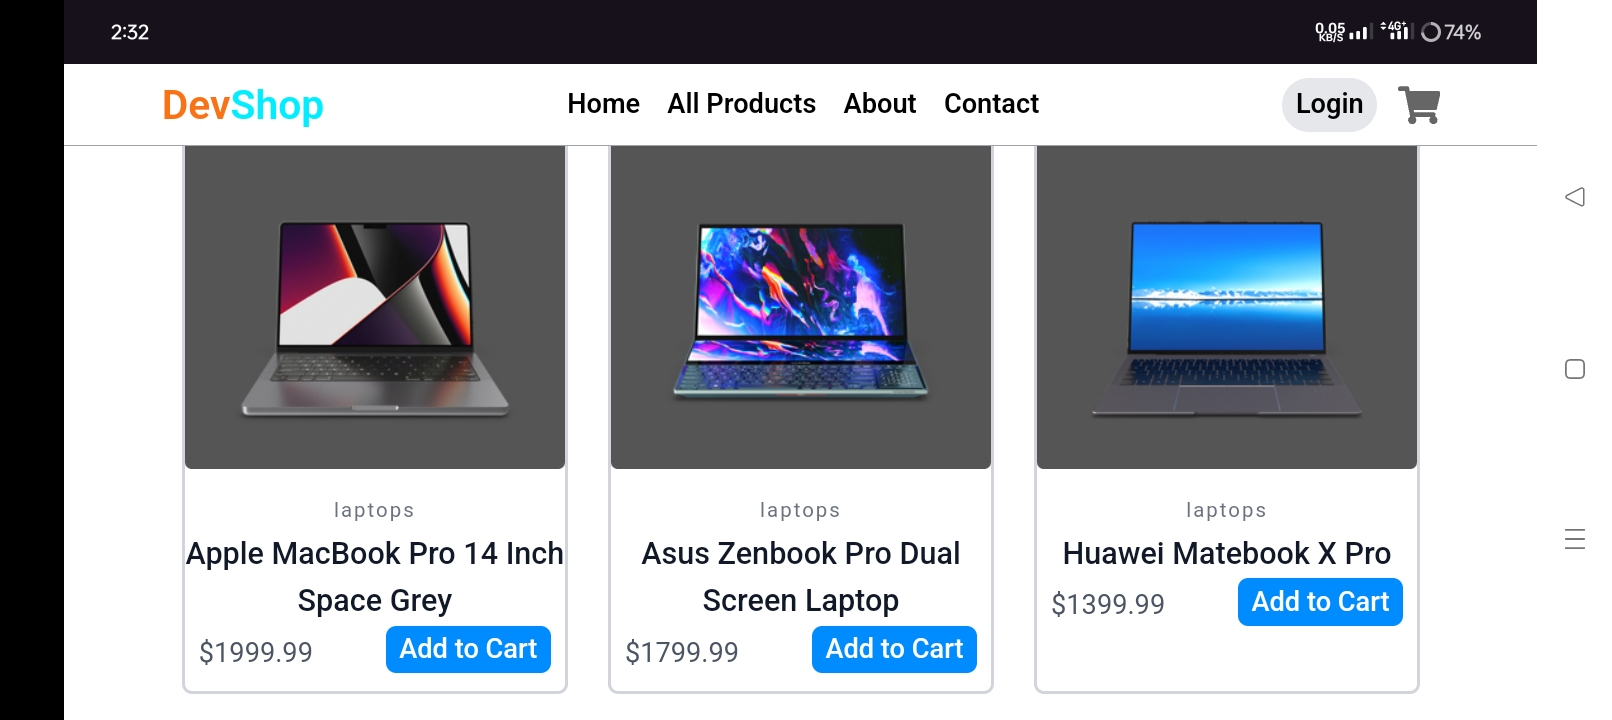 2:32
0.05 KB/S 4G+ 74%
DevShop Home All Products About Contact Login
laptops laptops laptops
Apple MacBook Pro 14 Inch Asus Zenbook Pro Dual Huawei Matebook X Pro
Space Grey Screen Laptop $1399.99 Add to Cart
$1999.99 Add to Cart $1799.99 Add to Cart